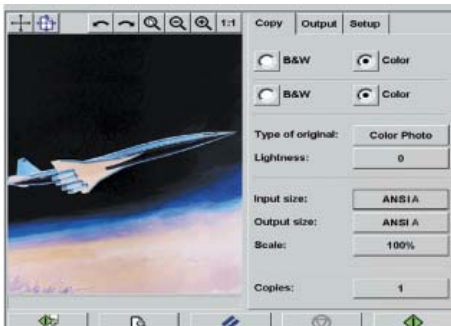 1:1 Copy Output Setup
B&W Color
B&W Color
Type of original: Color Photo
Lightness: 0
Input size: ANSI A
Output size: ANSI A
Scale: 100%
Copies: 1